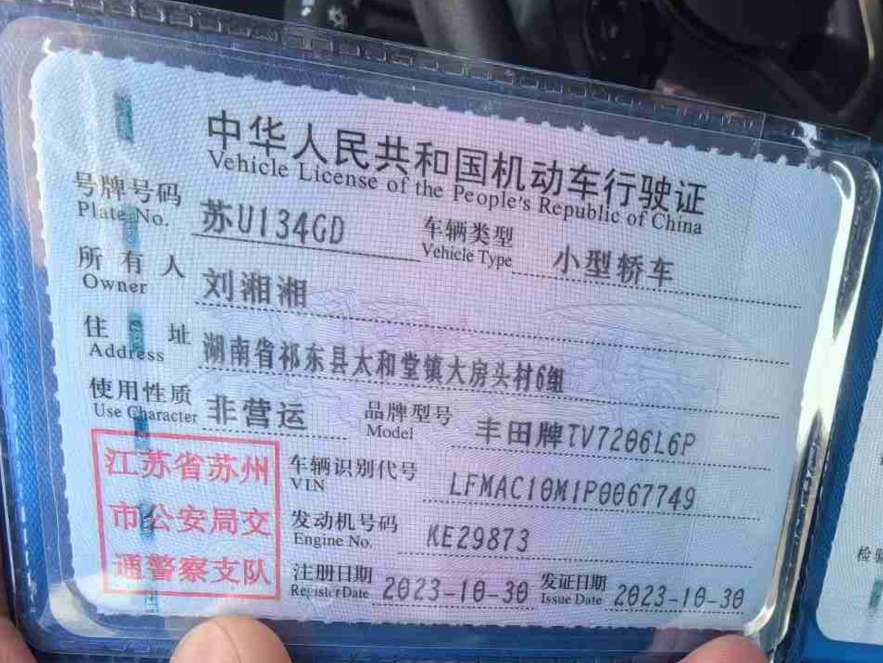 中华人民共和国机动车行驶证
Vehicle License of the People's Republic of China
号牌号码 苏U134GD 车辆类型 小型轿车
Plate No. Vehicle Type
所有人 刘湘湘
Owner
住址 湖南省祁东县太和堂镇大房头村6组
Address
使用性质 非营运 品牌型号 丰田牌TV7206L6P
Use Character Model
江苏省苏州 车辆识别代号 LFMAC10M1P0067749
VIN
市公安局交 发动机号码 KE29873
Engine No.
通警察支队 注册日期 2023-10-30 发证日期 2023-10-30
Register Date Issue Date
检验